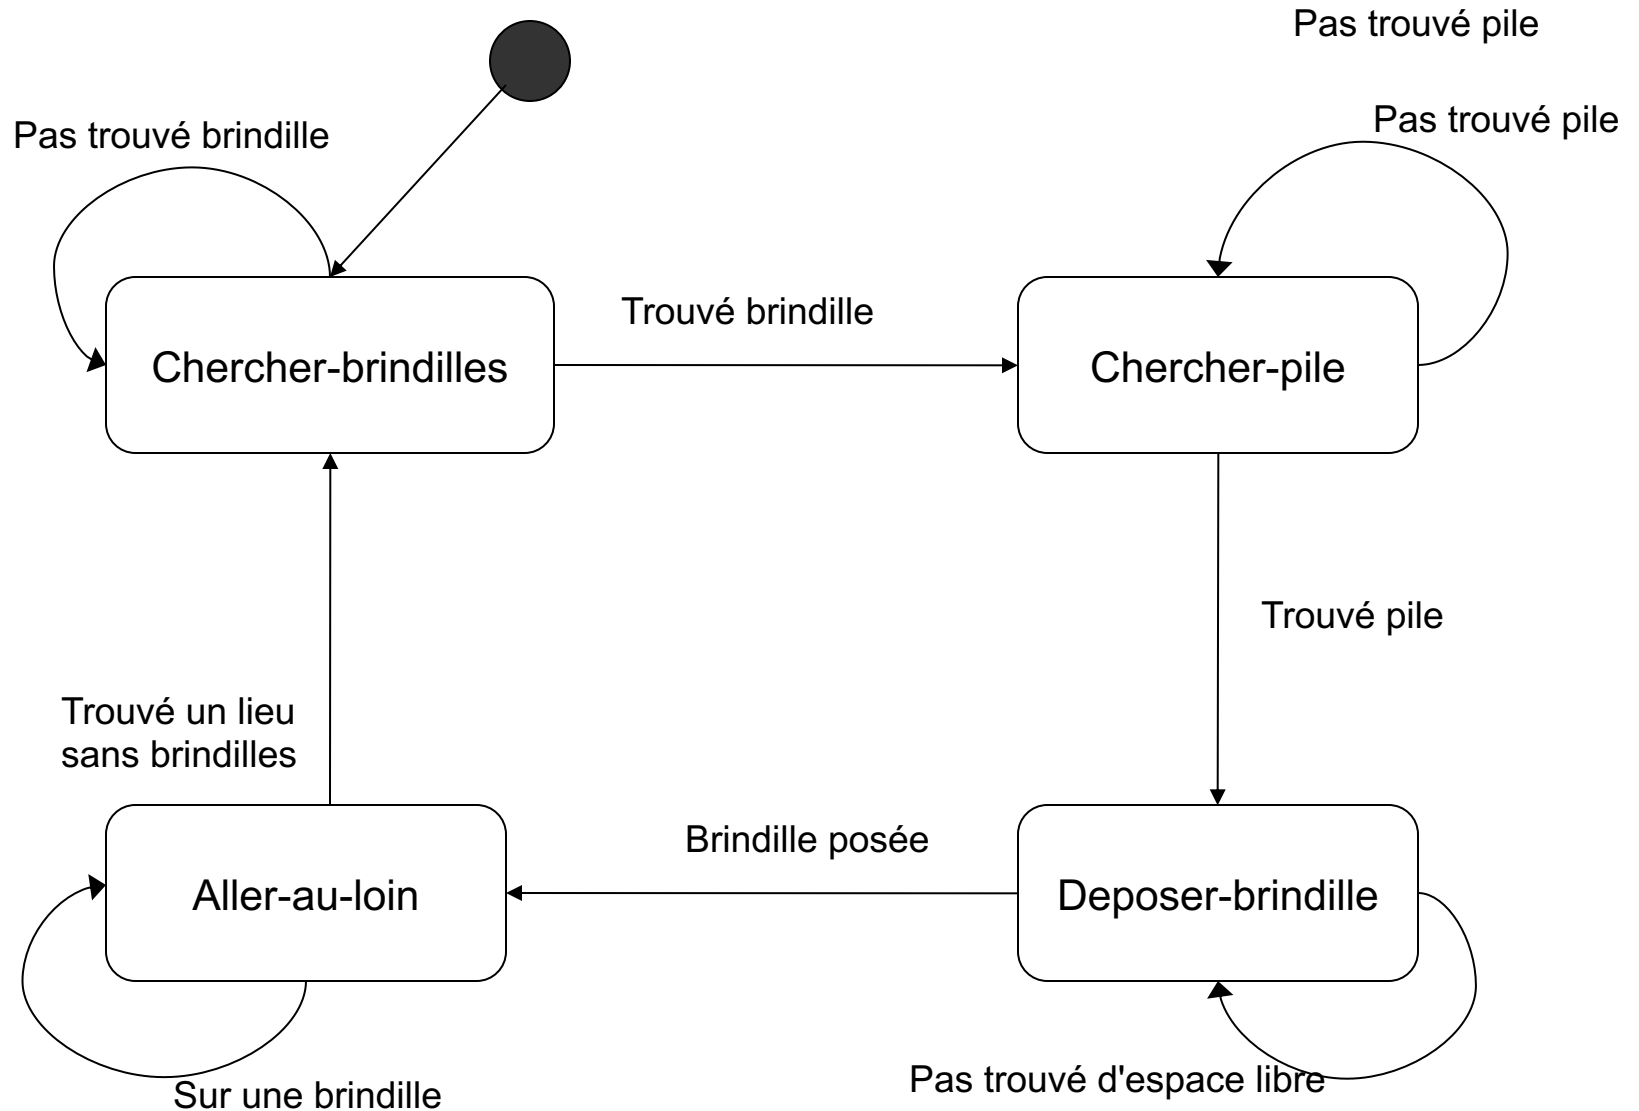 Pas trouvé pile
Pas trouvé pile
Pas trouvé brindille
Trouvé brindille
Chercher-brindilles
Chercher-pile
Trouvé pile
Trouvé un lieu
sans brindilles
Brindille posée
Aller-au-loin
Deposer-brindille
Pas trouvé d'espace libre
Sur une brindille